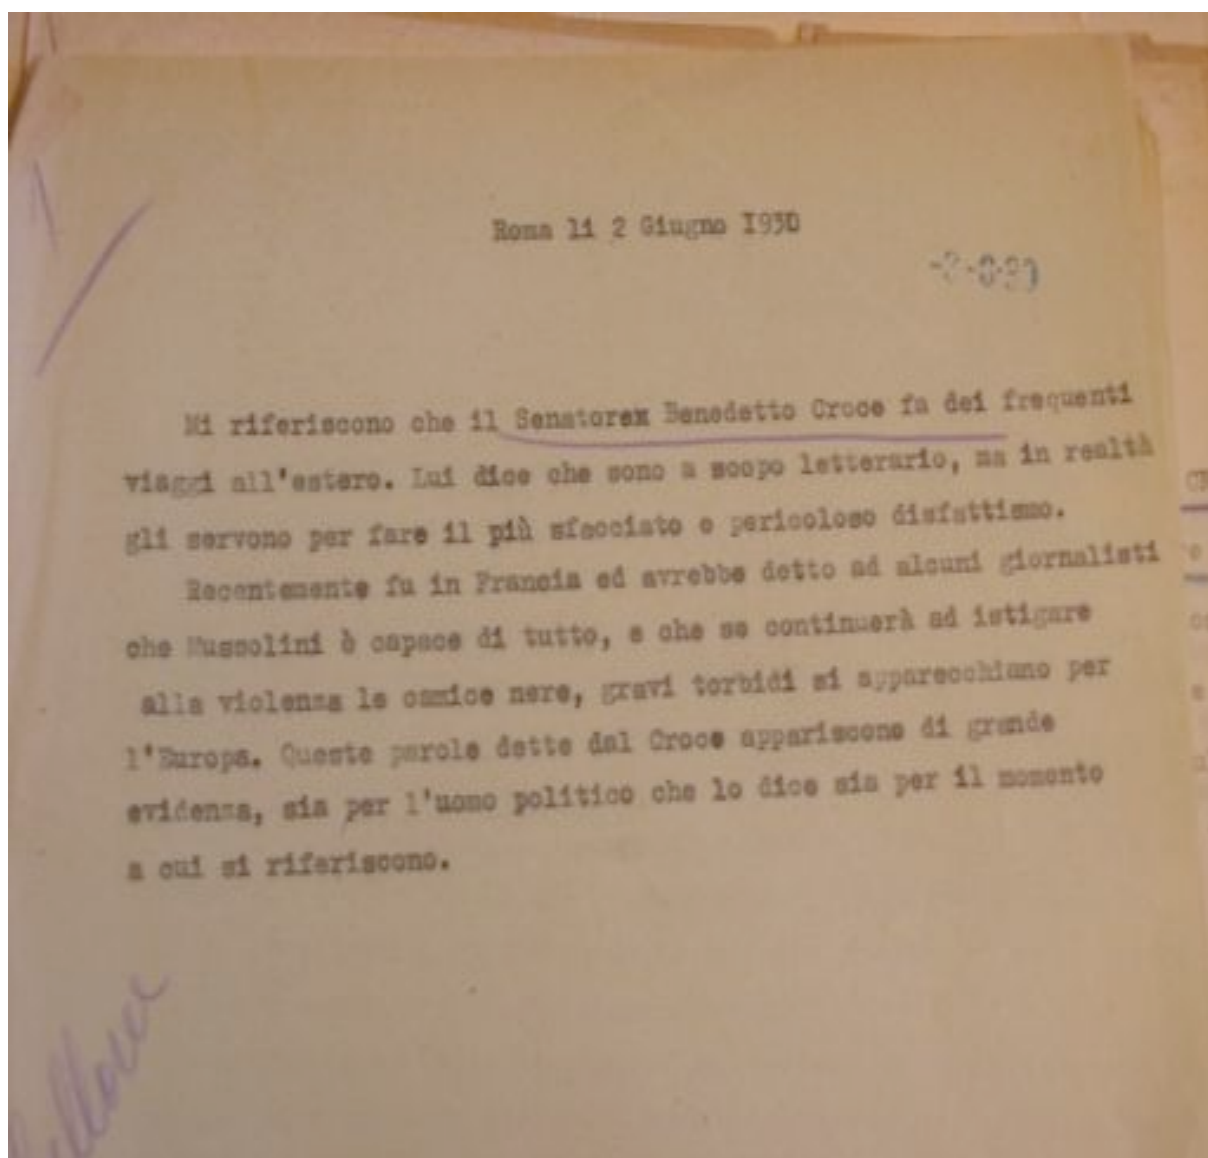 Roma li 2 Giugno I930
Mi riferiscono che il Senatorex Benedetto Croce fa dei frequenti
viaggi all'estero. Lui dice che sono a scopo letterario, ma in realtà
gli servono per fare il più sfacciato e pericoloso disfattismo.
Recentemente fu in Francia ed avrebbe detto ad alcuni giornalisti
che Mussolini è capace di tutto, e che se continuerà ad istigare
alla violenza le camice nere, gravi torbidi si apparecchiano per
l'Europa. Queste parole dette dal Croce appariscono di grande
evidenza, sia per l'uomo politico che lo dice sia per il momento
a cui si riferiscono.